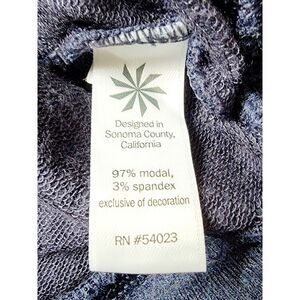 Designed in
Sonoma County,
California
97% modal,
3% spandex
exclusive of decoration
RN #54023